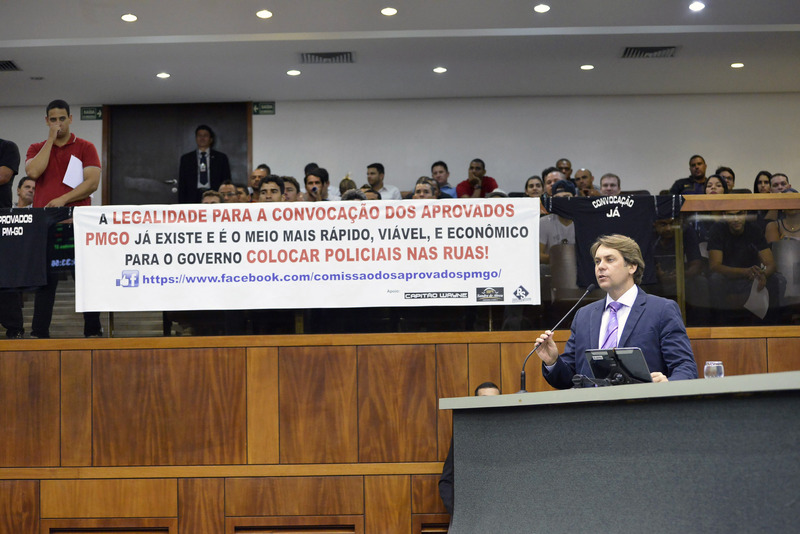 A LEGALIDADE PARA A CONVOCAÇÃO DOS APROVADOS
PMGO JÁ EXISTE E É O MEIO MAIS RÁPIDO, VIÁVEL, E ECONÔMICO
PARA O GOVERNO COLOCAR POLICIAIS NAS RUAS!
https://www.facebook.com/comissaodosaprovadospmgo/
CAPITÃO WAYNE
APROVADOS
PM-GO
CONVOCAÇÃO
JÁ